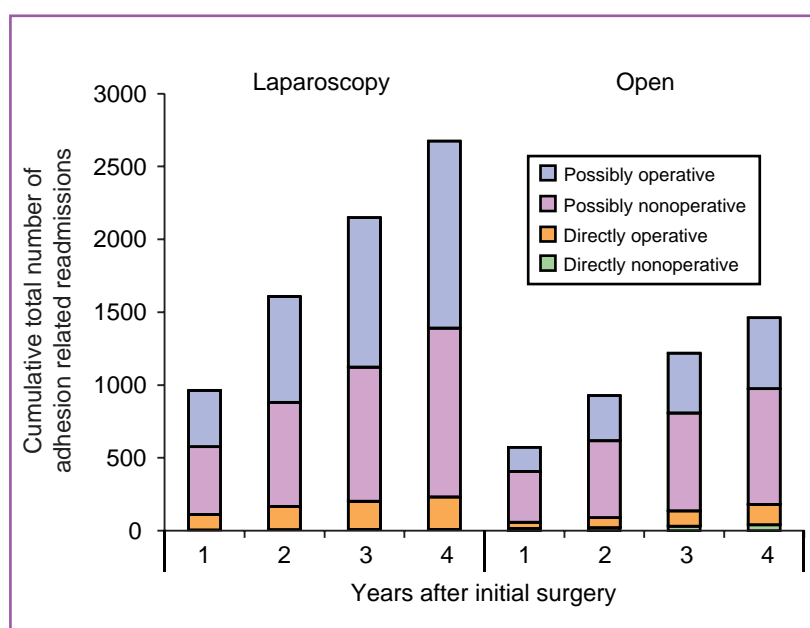 Laparoscopy
Open
Cumulative total number of
adhesion related readmissions
3000
2500
2000
1500
1000
500
0
Possibly operative
Possibly nonoperative
Directly operative
Directly nonoperative
1 2 3 4 1 2 3 4
Years after initial surgery